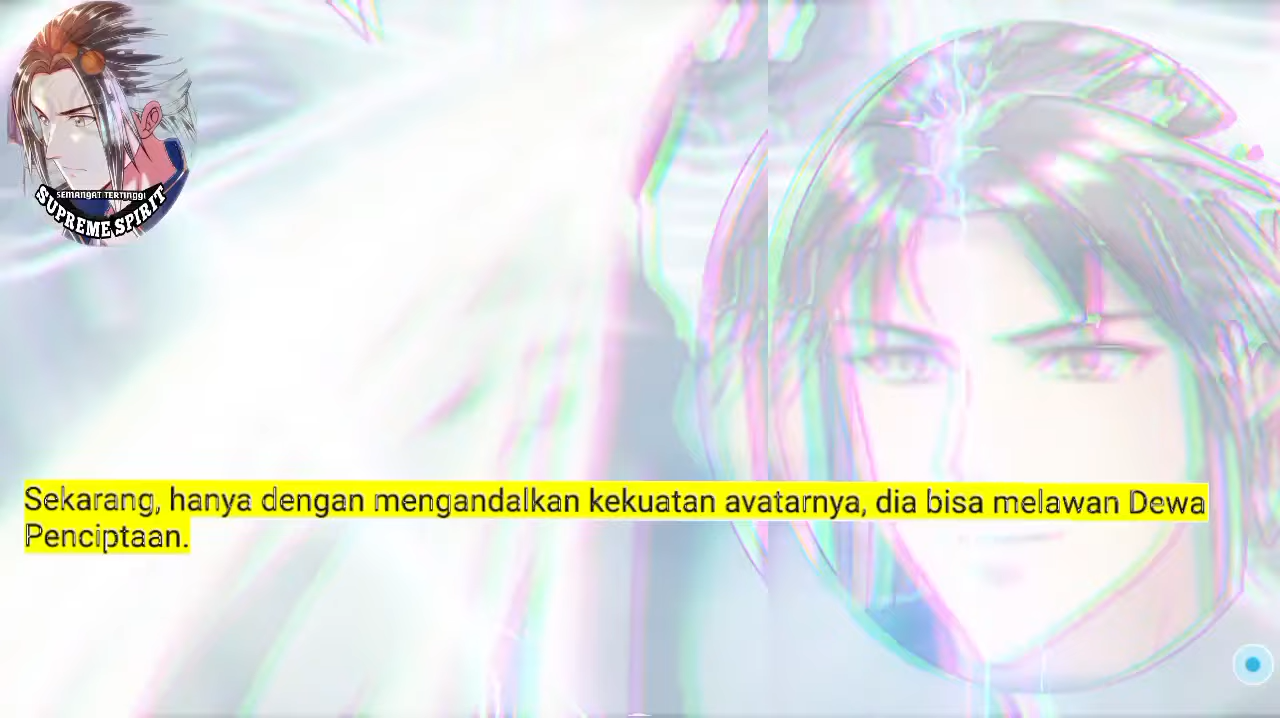 SEMANGAT TERTINGGI
SUPREME SPIRIT
Sekarang, hanya dengan mengandalkan kekuatan avatarnya, dia bisa melawan Dewa
Penciptaan.